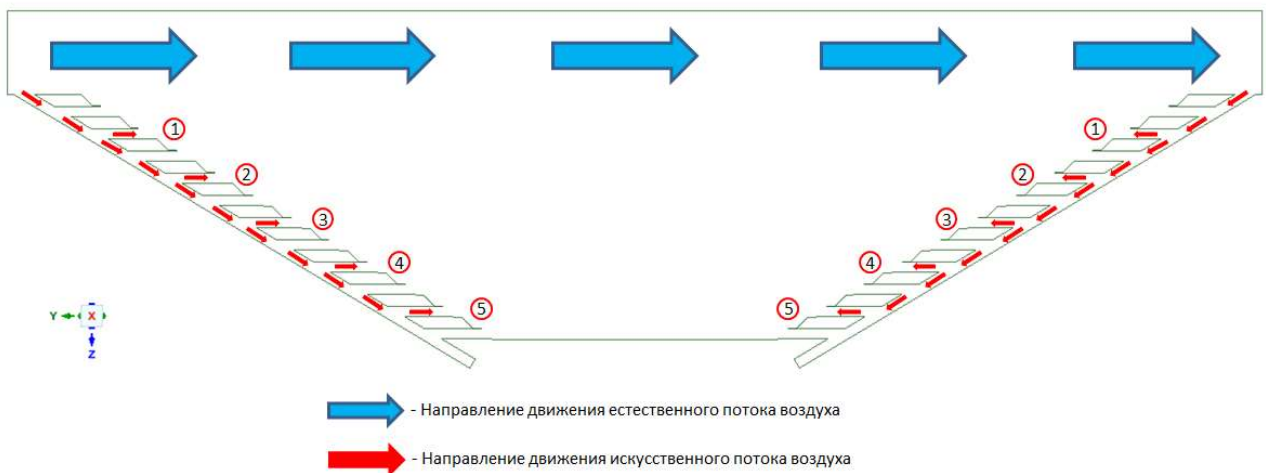 1 1
2 2
3 3
4 4
5 5
Y X
Z
- Направление движения естественного потока воздуха
- Направление движения искусственного потока воздуха